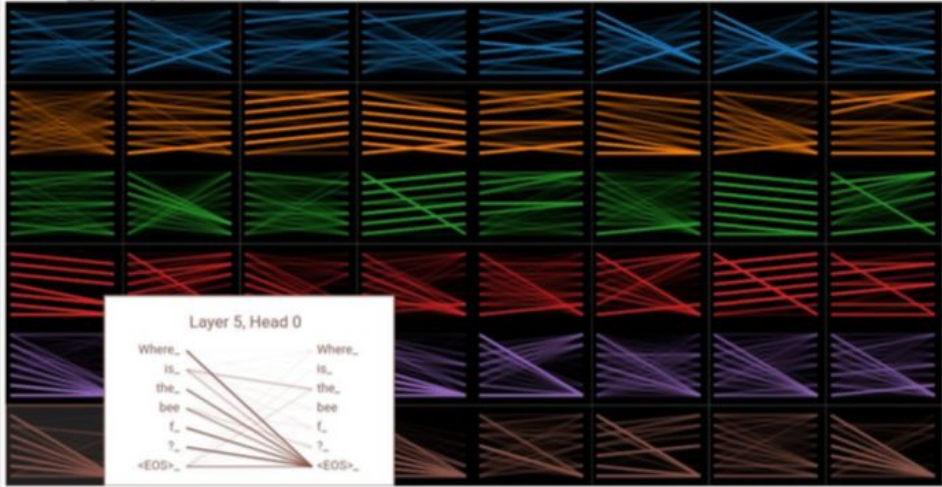 Layer 5, Head 0
Where_ Where_
is_ is_
the_ the_
bee bee
f_ f_
?_ ?_
<EOS>_ <EOS>_